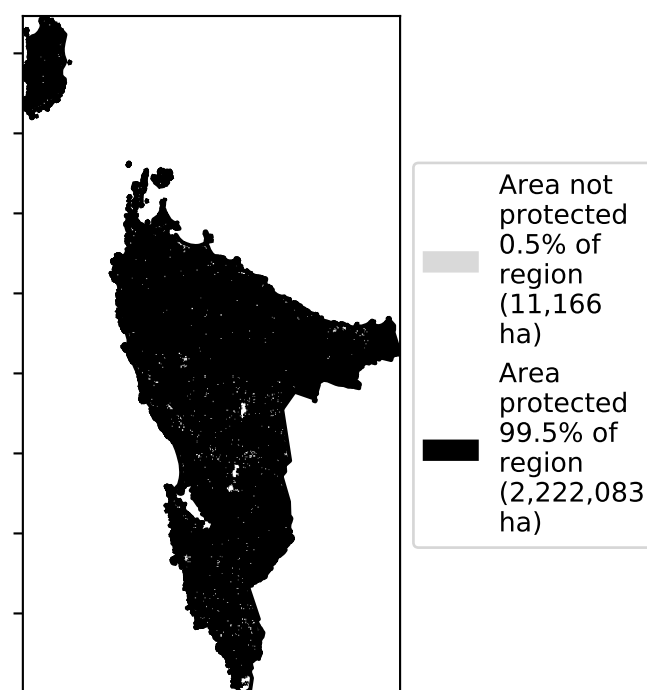 Area not
protected
0.5% of
region
(11,166
ha)
Area
protected
99.5% of
region
(2,222,083
ha)